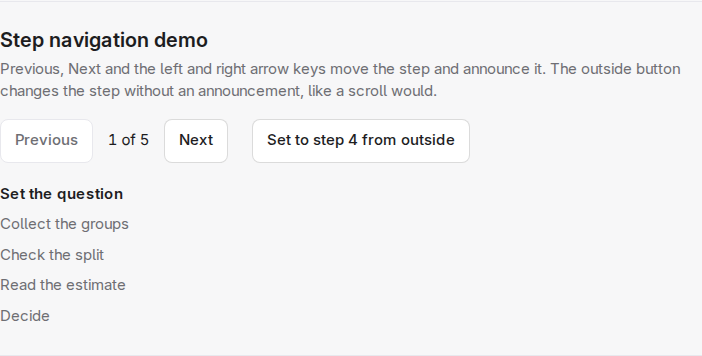 Step navigation demo
Previous, Next and the left and right arrow keys move the step and announce it. The outside button
changes the step without an announcement, like a scroll would.
Previous 1 of 5 Next Set to step 4 from outside
Set the question
Collect the groups
Check the split
Read the estimate
Decide